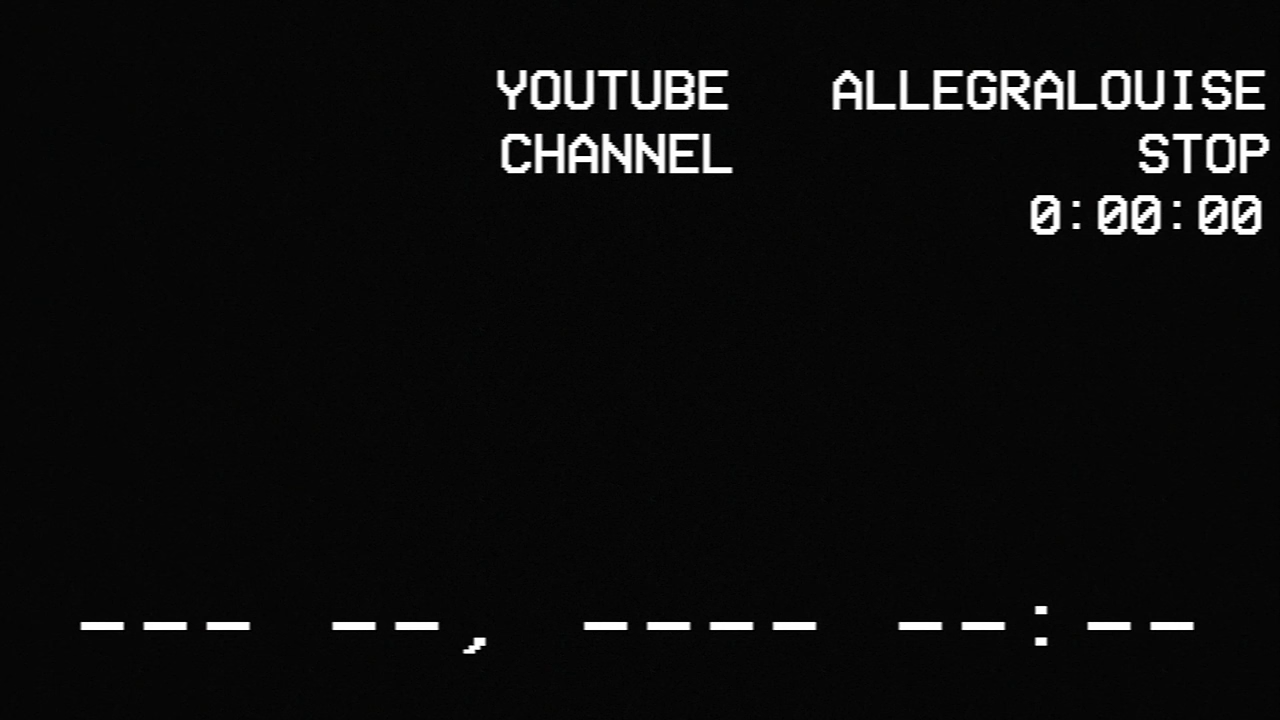 YOUTUBE ALLEGRALOUISE
CHANNEL STOP
0:00:00
--- --, ---- --:--